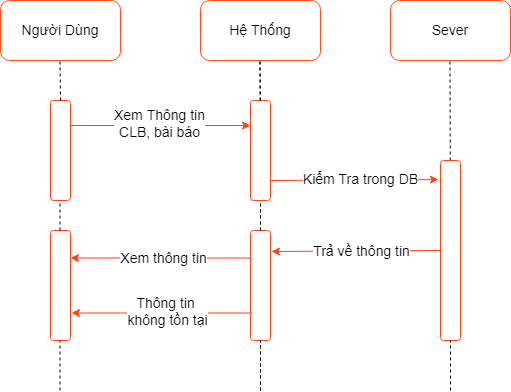 Người Dùng
Hệ Thống
Sever
Xem Thông tin
CLB, bài báo
Kiểm Tra trong DB
Trả về thông tin
Xem thông tin
Thông tin
không tồn tại